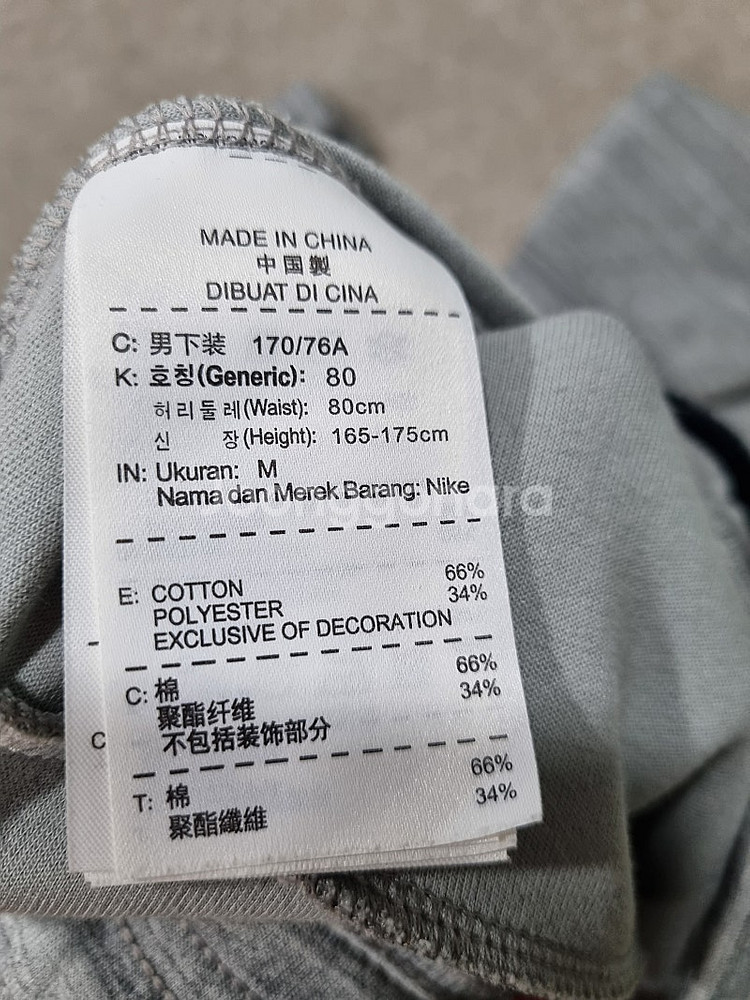 MADE IN CHINA
中国製
DIBUAT DI CINA
C: 男下装 170/76A
K: 호칭(Generic): 80
허리둘레(Waist): 80cm
신 장(Height): 165-175cm
IN: Ukuran: M
Nama dan Merek Barang: Nike
E: COTTON 66%
POLYESTER 34%
EXCLUSIVE OF DECORATION
C: 棉 66%
聚酯纤维 34%
不包括装饰部分
C
T: 棉 66%
聚酯纖維 34%